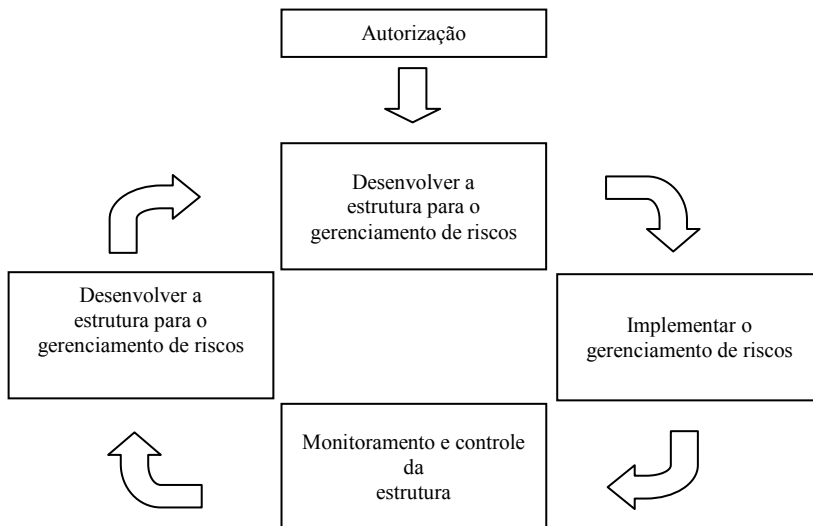 Autorização
Desenvolver a
estrutura para o
gerenciamento de riscos
Desenvolver a
estrutura para o
gerenciamento de riscos
Implementar o
gerenciamento de riscos
Monitoramento e controle
da
estrutura